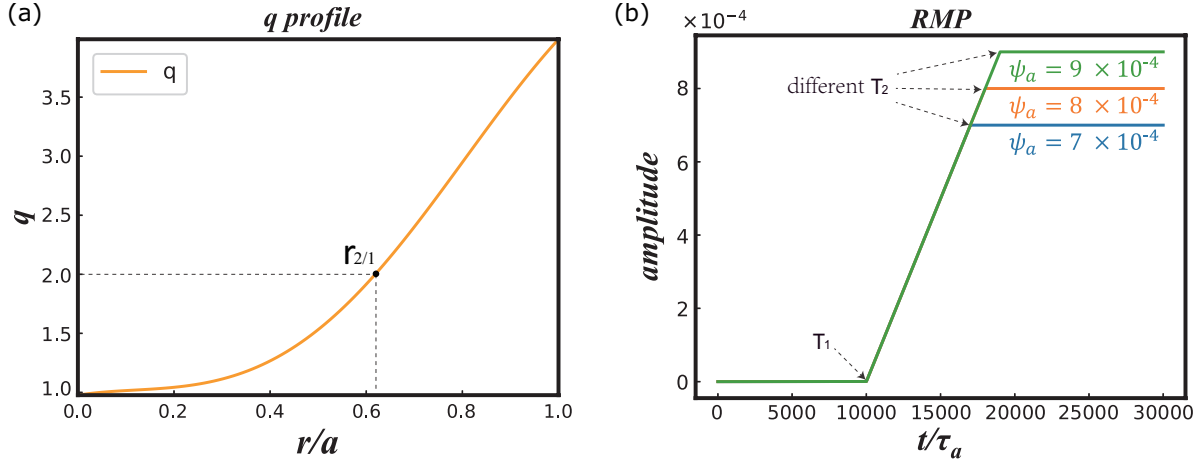 (a)
q profile
q
3.5
3.0
2.5
2.0
1.5
1.0
q
r2/1
0.0 0.2 0.4 0.6 0.8 1.0
r/a
(b)
RMP
×10⁻⁴
8
6
4
2
0
amplitude
different T₂
ψₐ = 9 × 10⁻⁴
ψₐ = 8 × 10⁻⁴
ψₐ = 7 × 10⁻⁴
T₁
0 5000 10000 15000 20000 25000 30000
t/τₐ